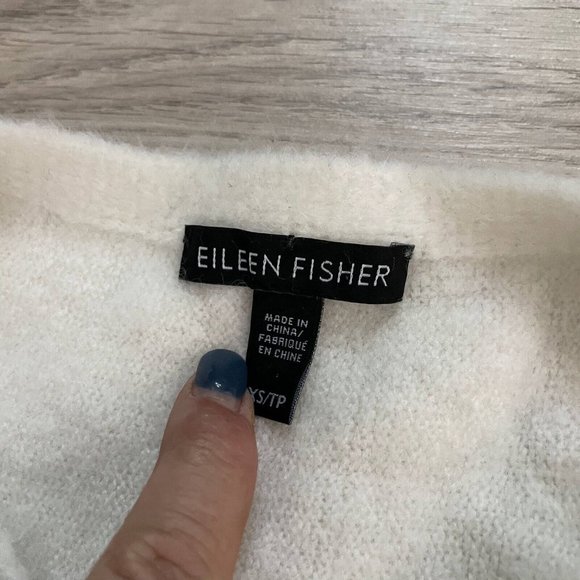 EILEEN FISHER
MADE IN
CHINA/
FABRIQUÉ
EN CHINE
XS/TP